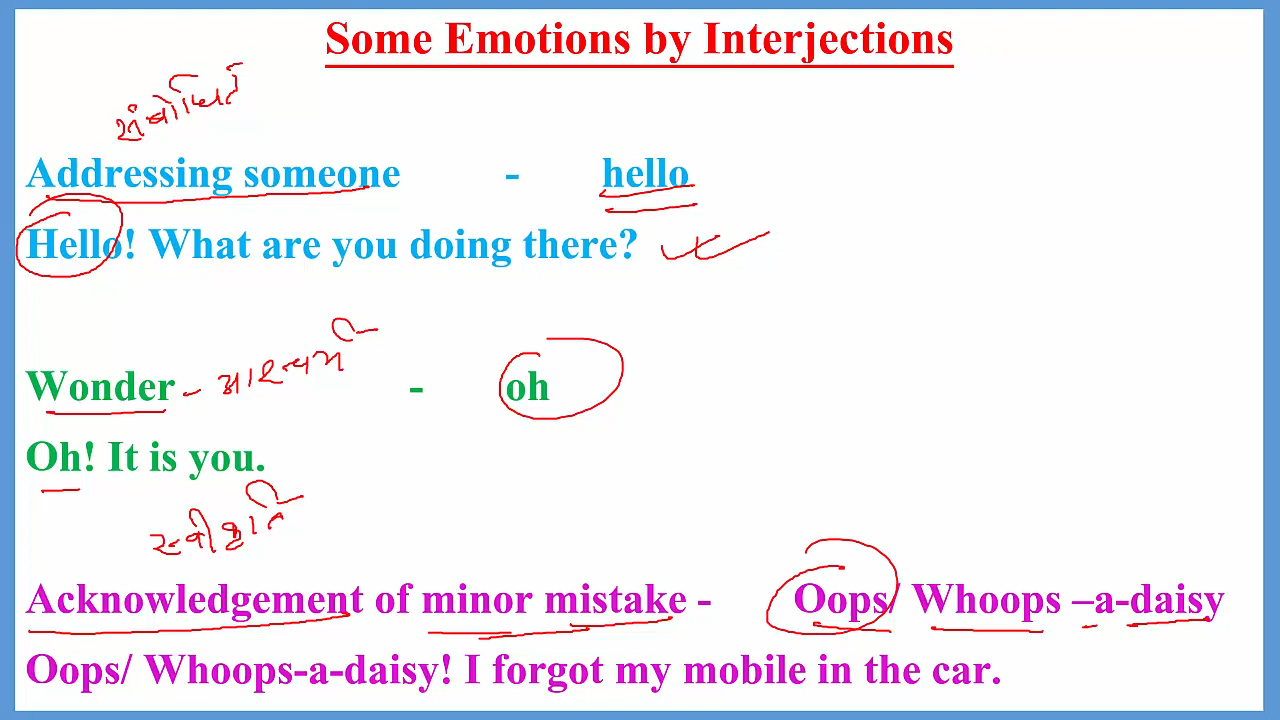 Some Emotions by Interjections
Addressing someone - hello
Hello! What are you doing there?
Wonder - - oh
Oh! It is you.
Acknowledgement of minor mistake - Oops/ Whoops –a-daisy
Oops/ Whoops-a-daisy! I forgot my mobile in the car.